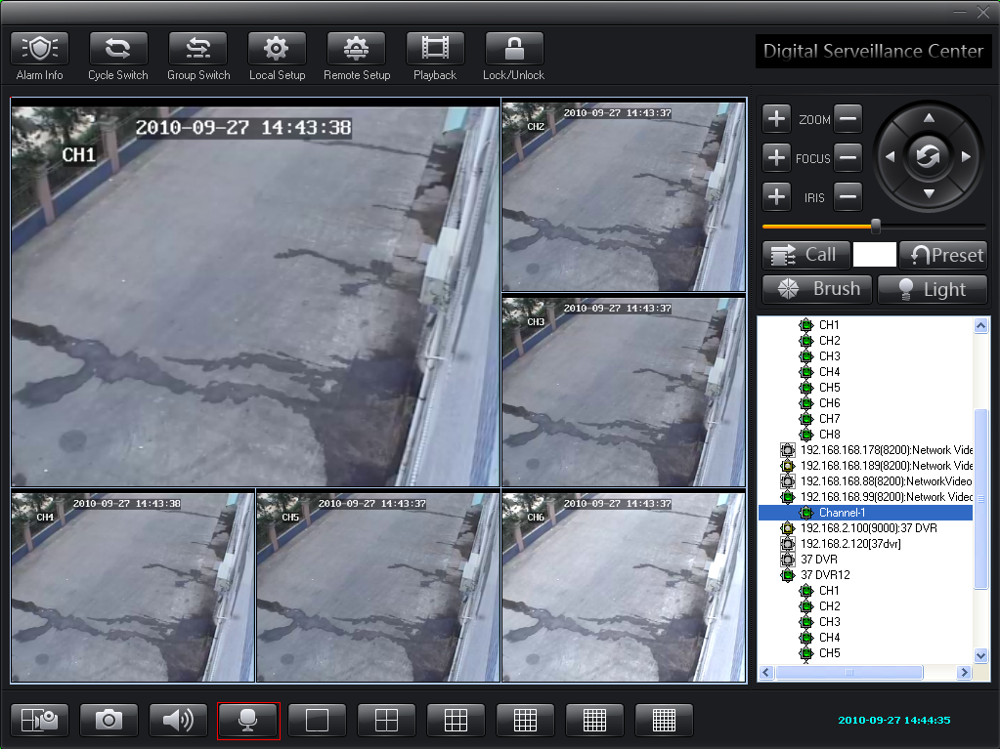 Digital Serveillance Center
Alarm Info
Cycle Switch
Group Switch
Local Setup
Remote Setup
Playback
Lock/Unlock
2010-09-27 14:43:38
CH1
2010-09-27 14:43:37
CH2
2010-09-27 14:43:37
CH3
2010-09-27 14:43:38
CH4
2010-09-27 14:43:37
CH5
2010-09-27 14:43:37
CH6
ZOOM
FOCUS
IRIS
Call
Preset
Brush
Light
CH1
CH2
CH3
CH4
CH5
CH6
CH7
CH8
192.168.168.178(8200):Network Vide
192.168.168.189(8200):Network Vide
192.168.168.88(8200):NetworkVideo
192.168.168.99(8200):Network Video
Channel-1
192.168.2.100(9000):37 DVR
192.168.2.120[37dvr]
37 DVR
37 DVR12
CH1
CH2
CH3
CH4
CH5
2010-09-27 14:44:35